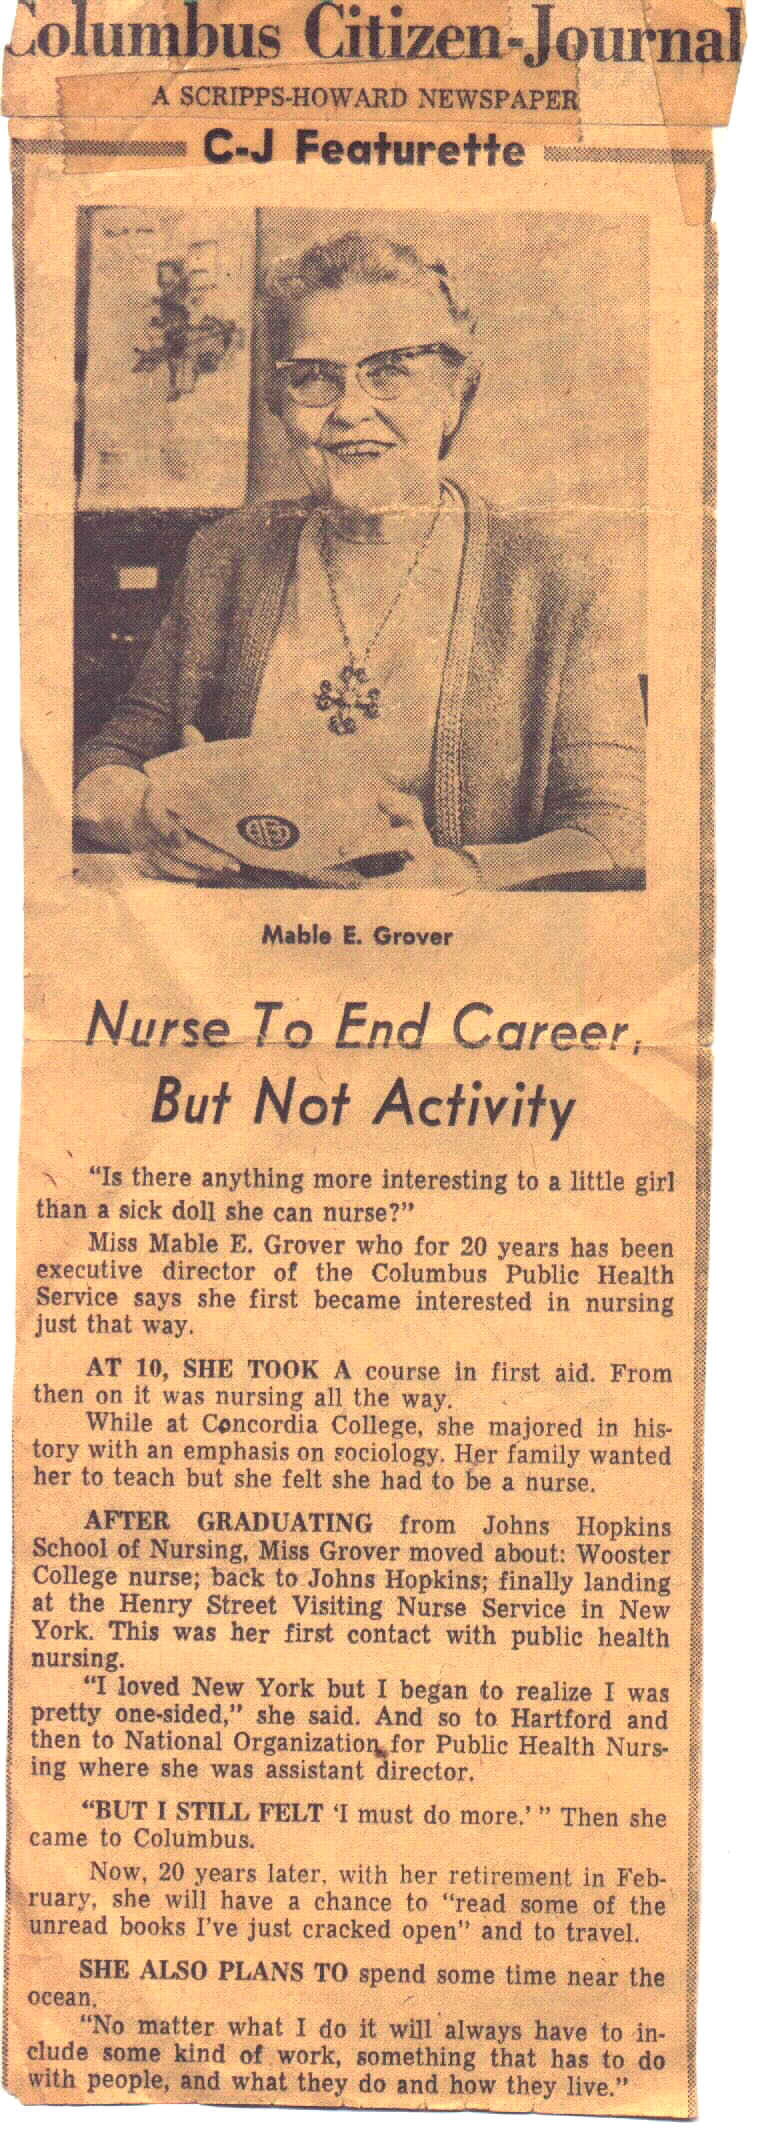 Columbus Citizen-Journal
A SCRIPPS-HOWARD NEWSPAPER
C-J Featurette
Mable E. Grover
Nurse To End Career,
But Not Activity
“Is there anything more interesting to a little girl
than a sick doll she can nurse?”
Miss Mable E. Grover who for 20 years has been
executive director of the Columbus Public Health
Service says she first became interested in nursing
just that way.
AT 10, SHE TOOK A course in first aid. From
then on it was nursing all the way.
While at Concordia College, she majored in his-
tory with an emphasis on sociology. Her family wanted
her to teach but she felt she had to be a nurse.
AFTER GRADUATING from Johns Hopkins
School of Nursing, Miss Grover moved about: Wooster
College nurse; back to Johns Hopkins; finally landing
at the Henry Street Visiting Nurse Service in New
York. This was her first contact with public health
nursing.
“I loved New York but I began to realize I was
pretty one-sided,” she said. And so to Hartford and
then to National Organization for Public Health Nurs-
ing where she was assistant director.
“BUT I STILL FELT ‘I must do more.’ ” Then she
came to Columbus.
Now, 20 years later, with her retirement in Feb-
ruary, she will have a chance to “read some of the
unread books I’ve just cracked open” and to travel.
SHE ALSO PLANS TO spend some time near the
ocean.
“No matter what I do it will always have to in-
clude some kind of work, something that has to do
with people, and what they do and how they live.”